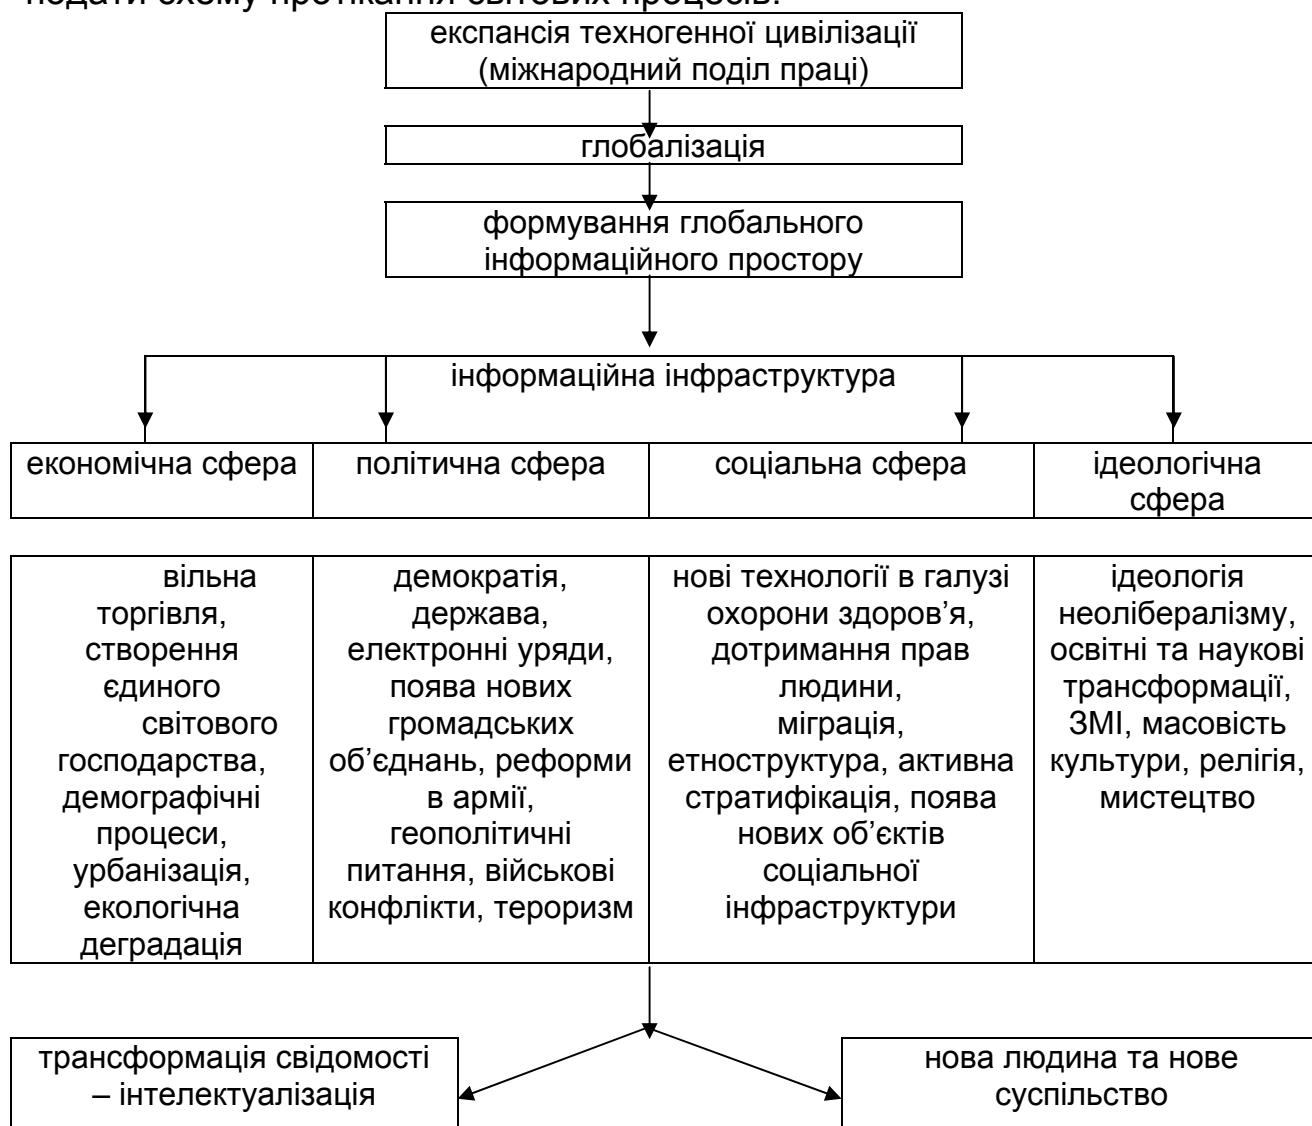 подати схему протікання світових процесів:
експансія техногенної цивілізації
(міжнародний поділ праці)
глобалізація
формування глобального
інформаційного простору
інформаційна інфраструктура
економічна сфера
політична сфера
соціальна сфера
ідеологічна
сфера
вільна
торгівля,
створення
єдиного
світового
господарства,
демографічні
процеси,
урбанізація,
екологічна
деградація
демократія,
держава,
електронні уряди,
поява нових
громадських
об’єднань, реформи
в армії,
геополітичні
питання, військові
конфлікти, тероризм
нові технології в галузі
охорони здоров’я,
дотримання прав
людини,
міграція,
етноструктура, активна
стратифікація, поява
нових об’єктів
соціальної
інфраструктури
ідеологія
неолібералізму,
освітні та наукові
трансформації,
ЗМІ, масовість
культури, релігія,
мистецтво
трансформація свідомості
– інтелектуалізація
нова людина та нове
суспільство